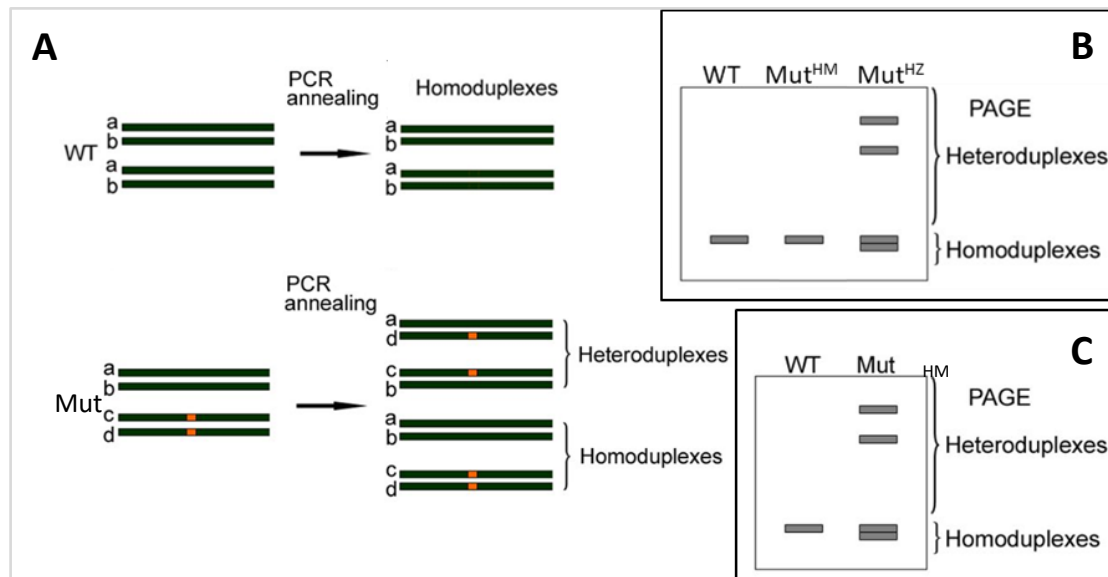 A
PCR
annealing
Homoduplexes
WT
a
b
a
b
a
b
a
b
PCR
annealing
Mut
a
b
c
d
a
d
c
b
Heteroduplexes
a
b
c
d
Homoduplexes
B
WT MutHM MutHZ
PAGE
Heteroduplexes
Homoduplexes
C
WT Mut HM
PAGE
Heteroduplexes
Homoduplexes